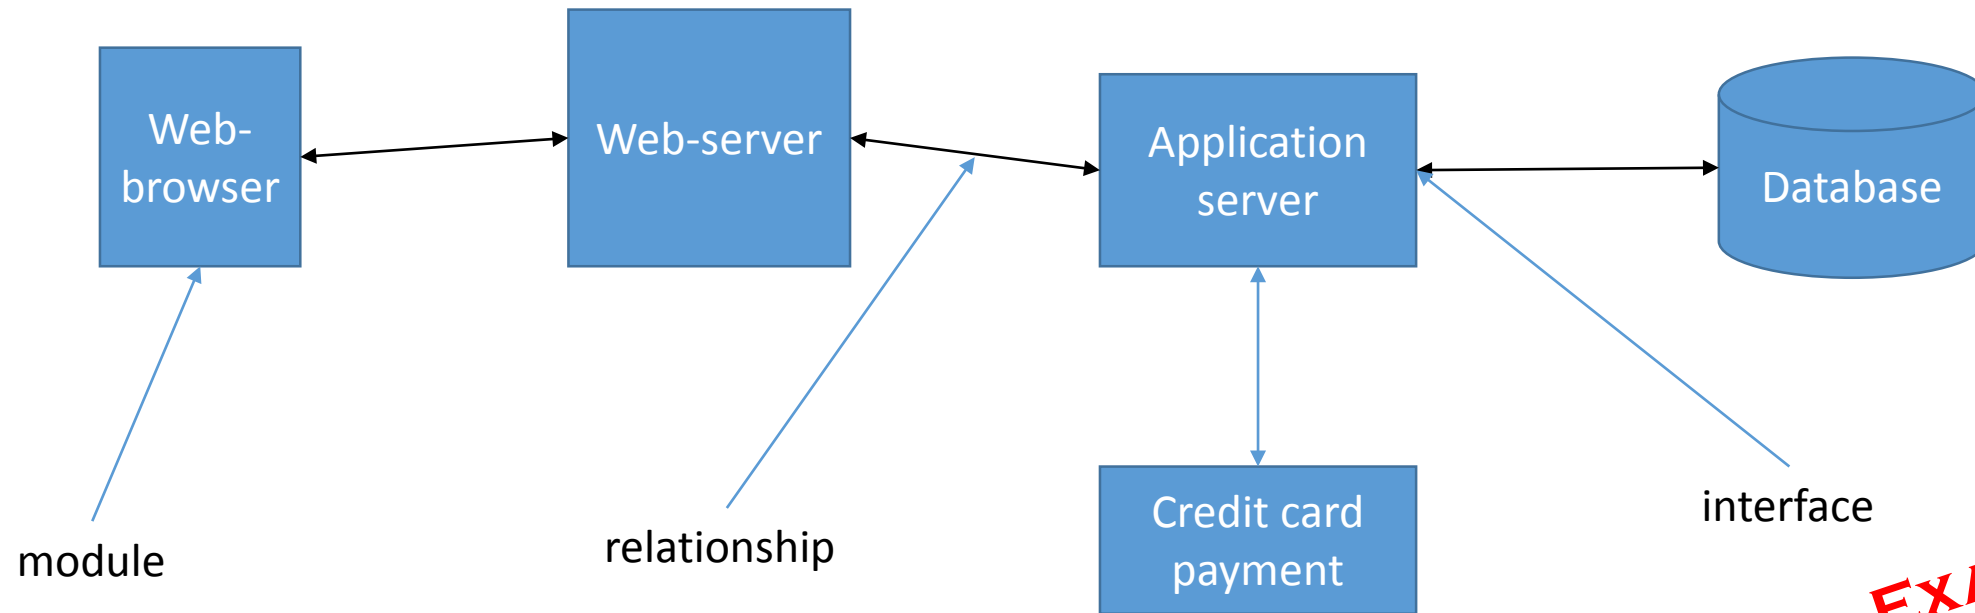 Web-
browser
Web-server
Application
server
Database
Credit card
payment
module
relationship
interface